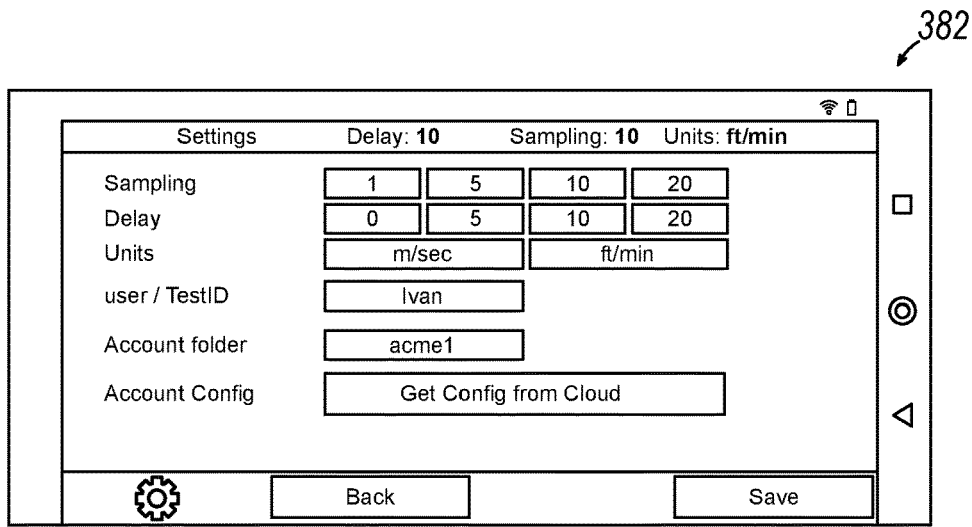 382
Settings Delay: 10 Sampling: 10 Units: ft/min
Sampling 1 5 10 20
Delay 0 5 10 20
Units m/sec ft/min
user / TestID Ivan
Account folder acme1
Account Config Get Config from Cloud
Back Save